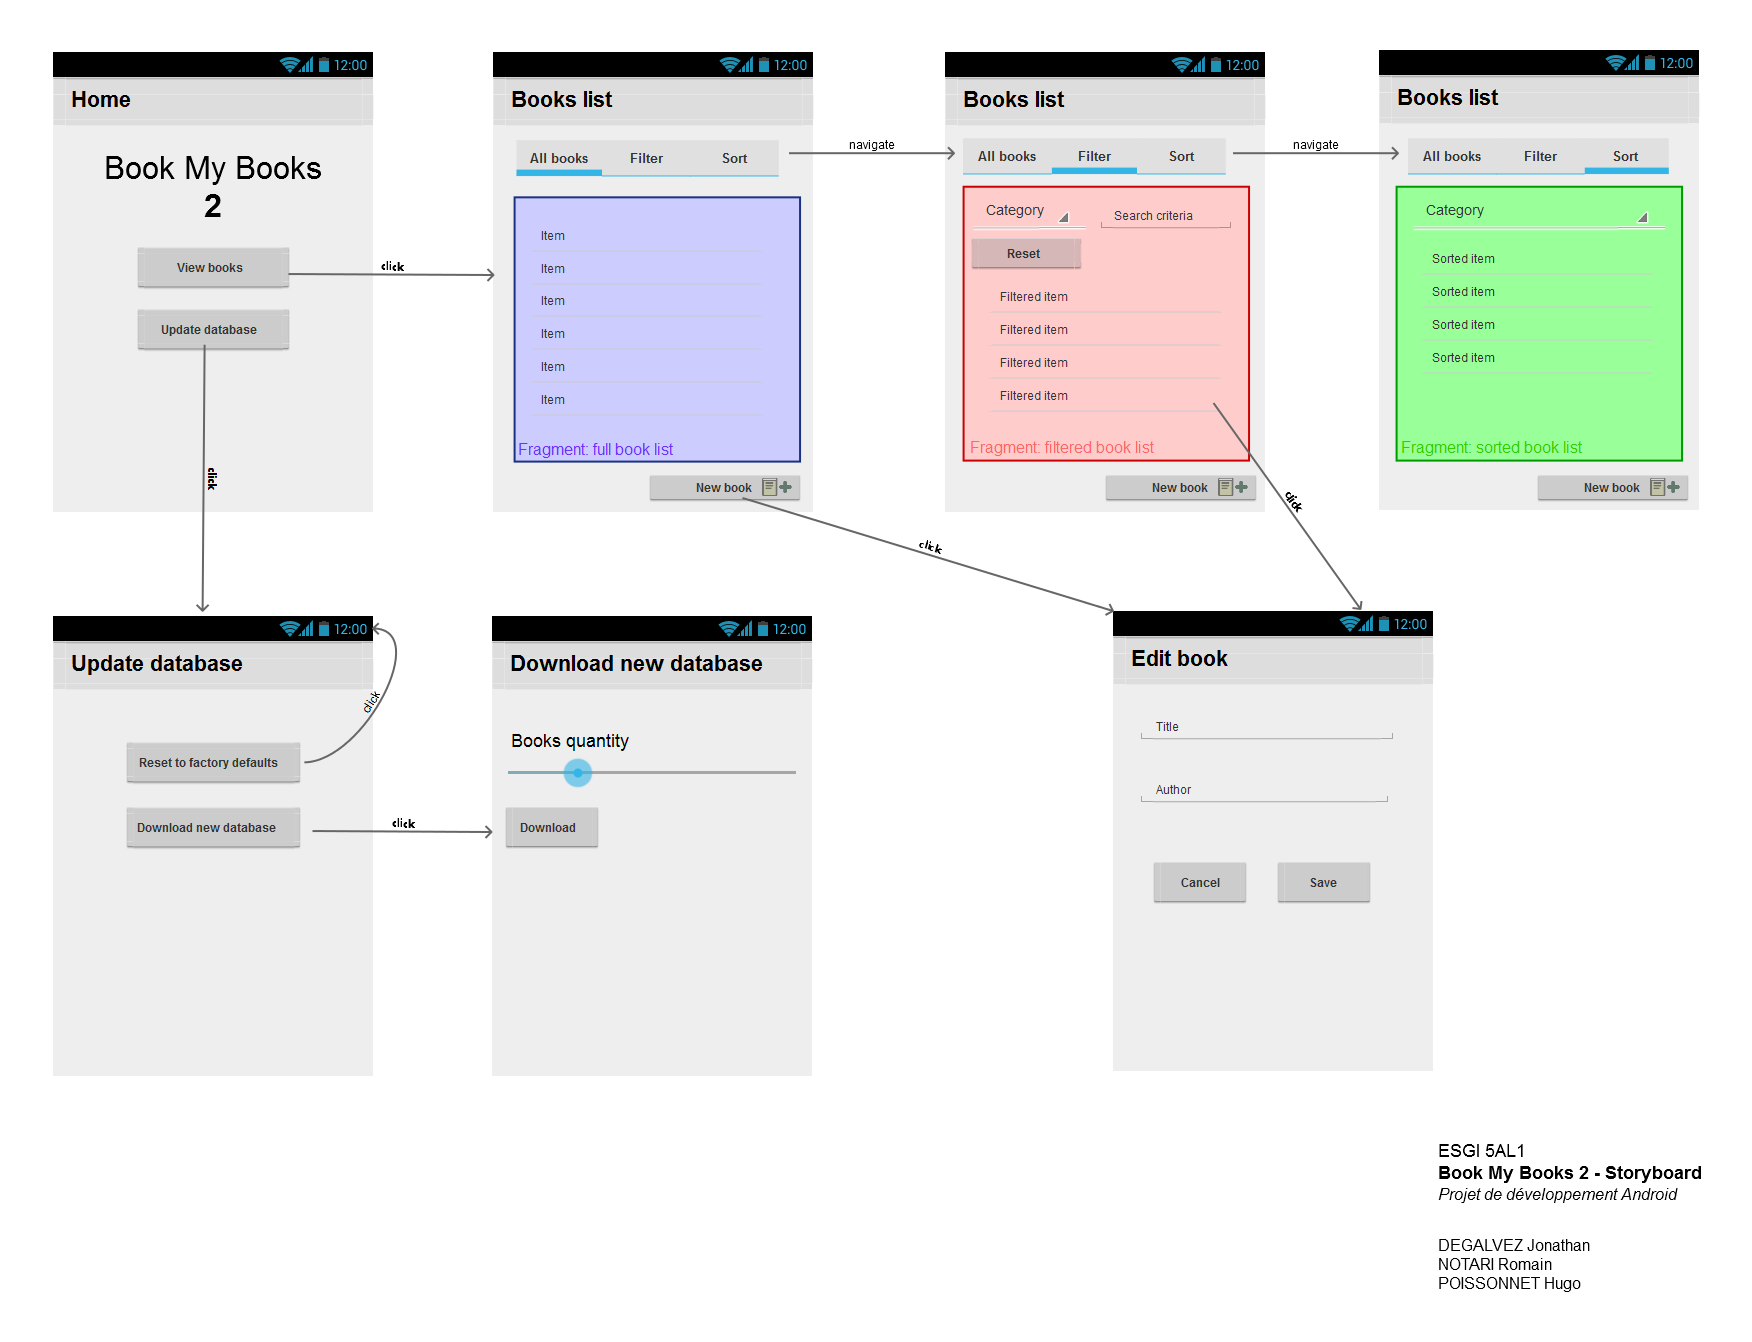 12:00
Home
Book My Books
2
View books
Update database
click
click
12:00
Books list
All books Filter Sort
Item
Item
Item
Item
Item
Item
Fragment: full book list
New book
navigate
click
12:00
Books list
All books Filter Sort
Category Search criteria
Reset
Filtered item
Filtered item
Filtered item
Filtered item
Fragment: filtered book list
New book
navigate
click
12:00
Books list
All books Filter Sort
Category
Sorted item
Sorted item
Sorted item
Sorted item
Fragment: sorted book list
New book
12:00
Update database
click
Reset to factory defaults
Download new database
click
12:00
Download new database
Books quantity
Download
12:00
Edit book
Title
Author
Cancel Save
ESGI 5AL1
Book My Books 2 - Storyboard
Projet de développement Android
DEGALVEZ Jonathan
NOTARI Romain
POISSONNET Hugo